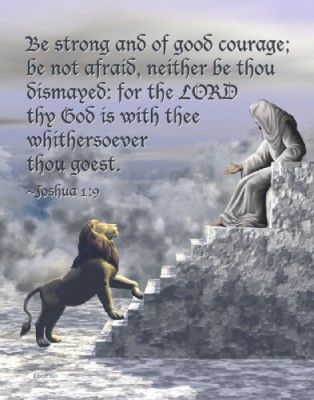 Be strong and of good courage;
be not afraid, neither be thou
dismayed: for the LORD
thy God is with thee
whithersoever
thou goest.
~Joshua 1:9